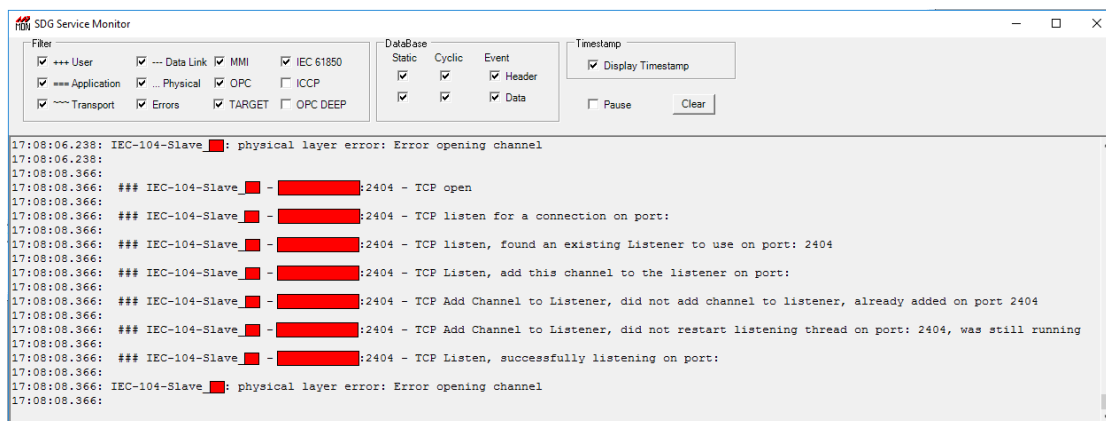 SDG Service Monitor
Filter
+++ User
--- Data Link
MMI
IEC 61850
=== Application
... Physical
OPC
ICCP
~~~ Transport
Errors
TARGET
OPC DEEP
DataBase
Static Cyclic Event
Header
Data
Timestamp
Display Timestamp
Pause
Clear
17:08:06.238: IEC-104-Slave_ : physical layer error: Error opening channel
17:08:06.238:
17:08:08.366:
17:08:08.366: ### IEC-104-Slave_ - :2404 - TCP open
17:08:08.366:
17:08:08.366: ### IEC-104-Slave_ - :2404 - TCP listen for a connection on port:
17:08:08.366:
17:08:08.366: ### IEC-104-Slave_ - :2404 - TCP listen, found an existing Listener to use on port: 2404
17:08:08.366:
17:08:08.366: ### IEC-104-Slave_ - :2404 - TCP Listen, add this channel to the listener on port:
17:08:08.366:
17:08:08.366: ### IEC-104-Slave_ - :2404 - TCP Add Channel to Listener, did not add channel to listener, already added on port 2404
17:08:08.366:
17:08:08.366: ### IEC-104-Slave_ - :2404 - TCP Add Channel to Listener, did not restart listening thread on port: 2404, was still running
17:08:08.366:
17:08:08.366: ### IEC-104-Slave_ - :2404 - TCP Listen, successfully listening on port:
17:08:08.366:
17:08:08.366: IEC-104-Slave_ : physical layer error: Error opening channel
17:08:08.366: